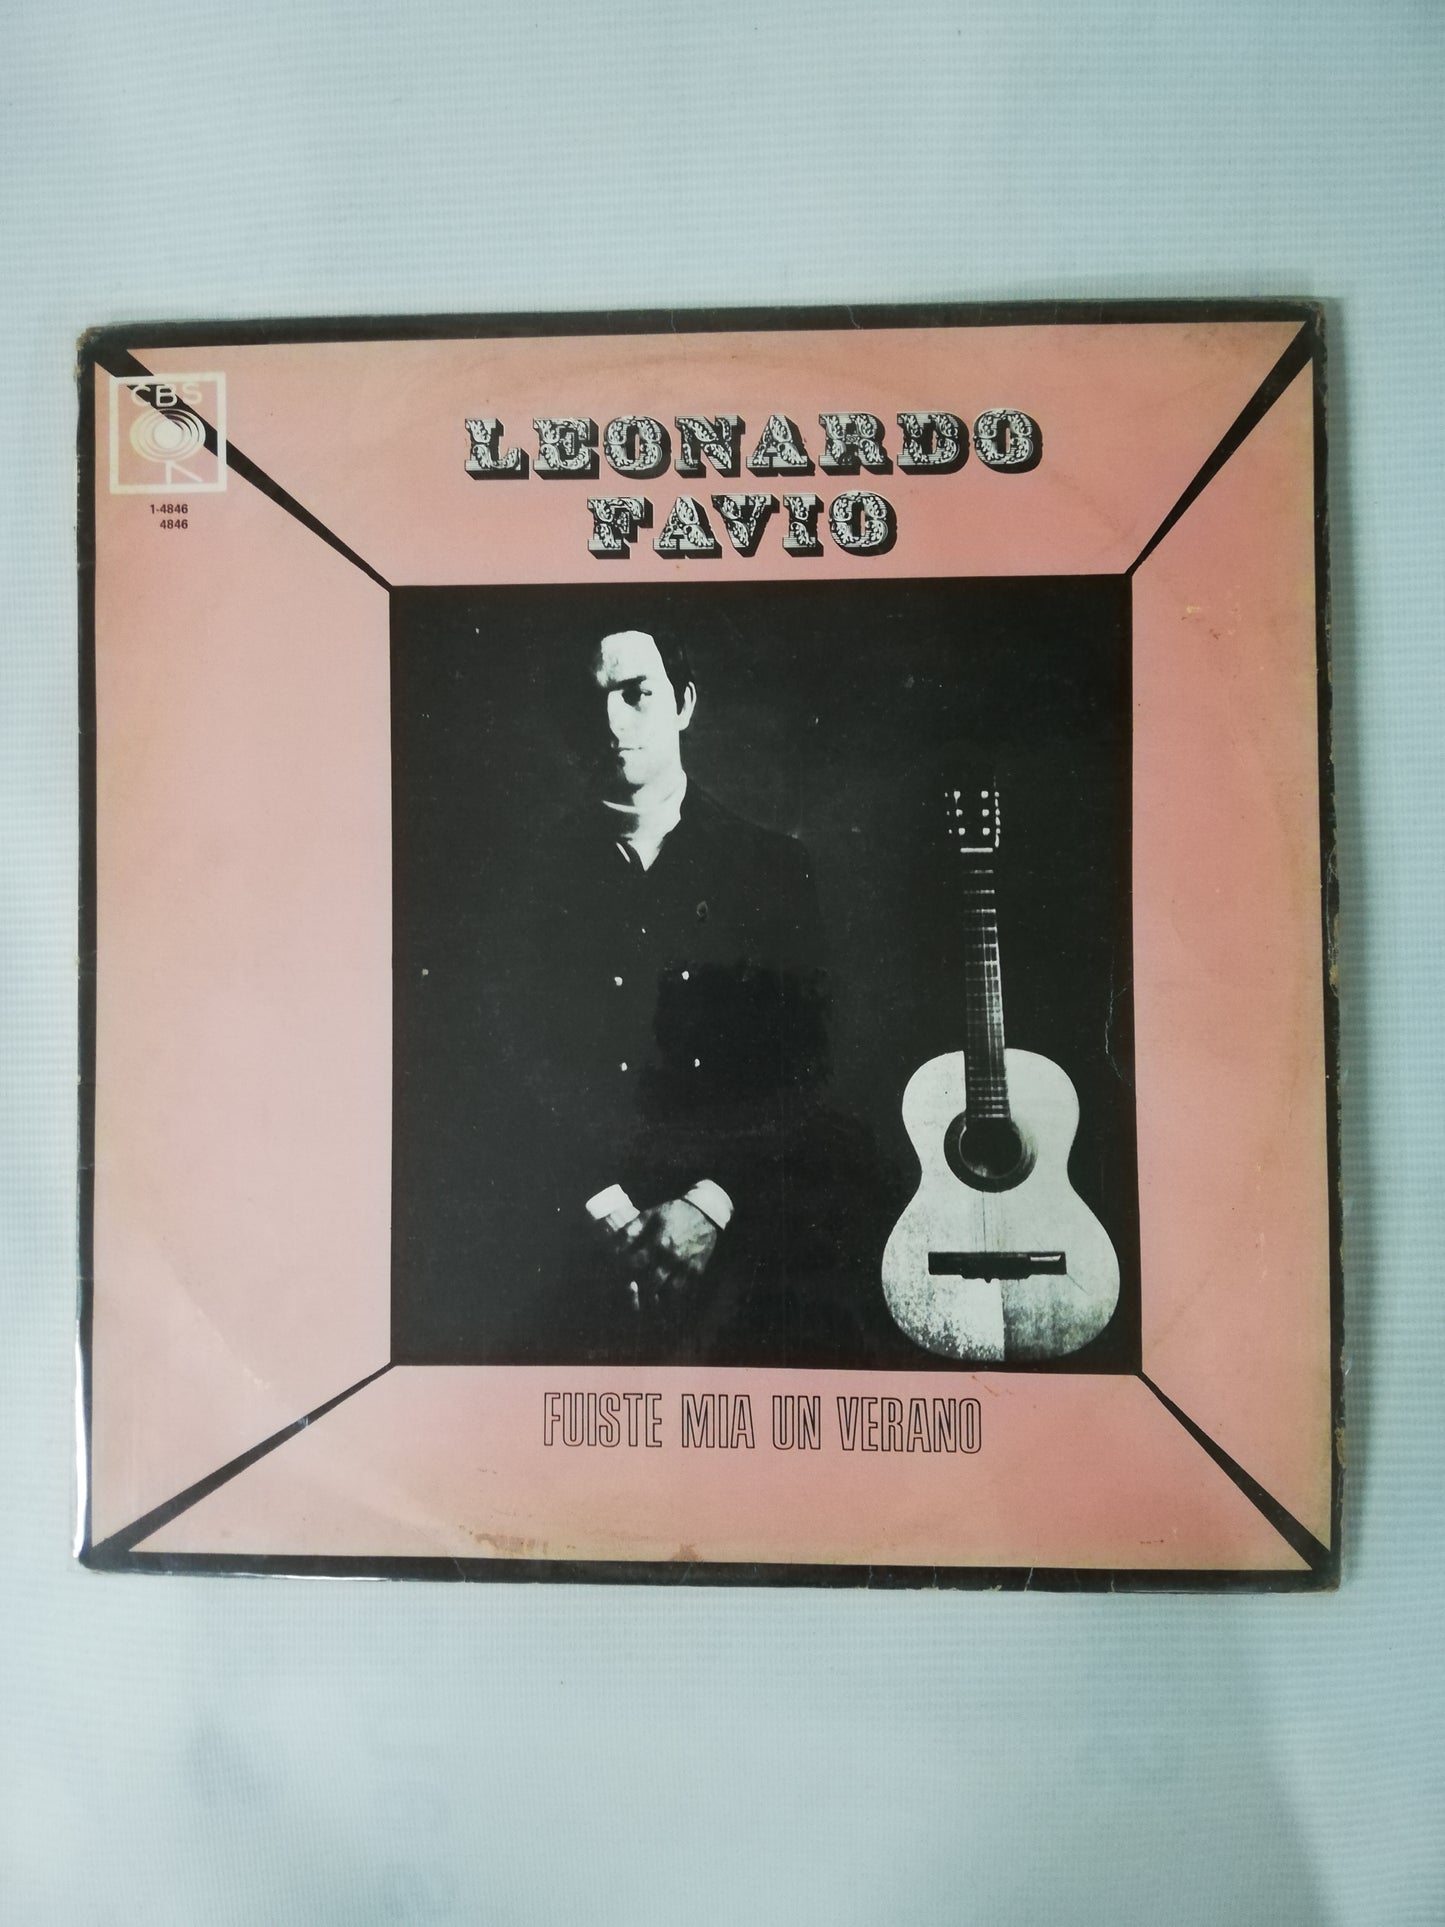 CBS
1-4846
4846
LEONARDO
FAVIO
FUISTE MIA UN VERANO